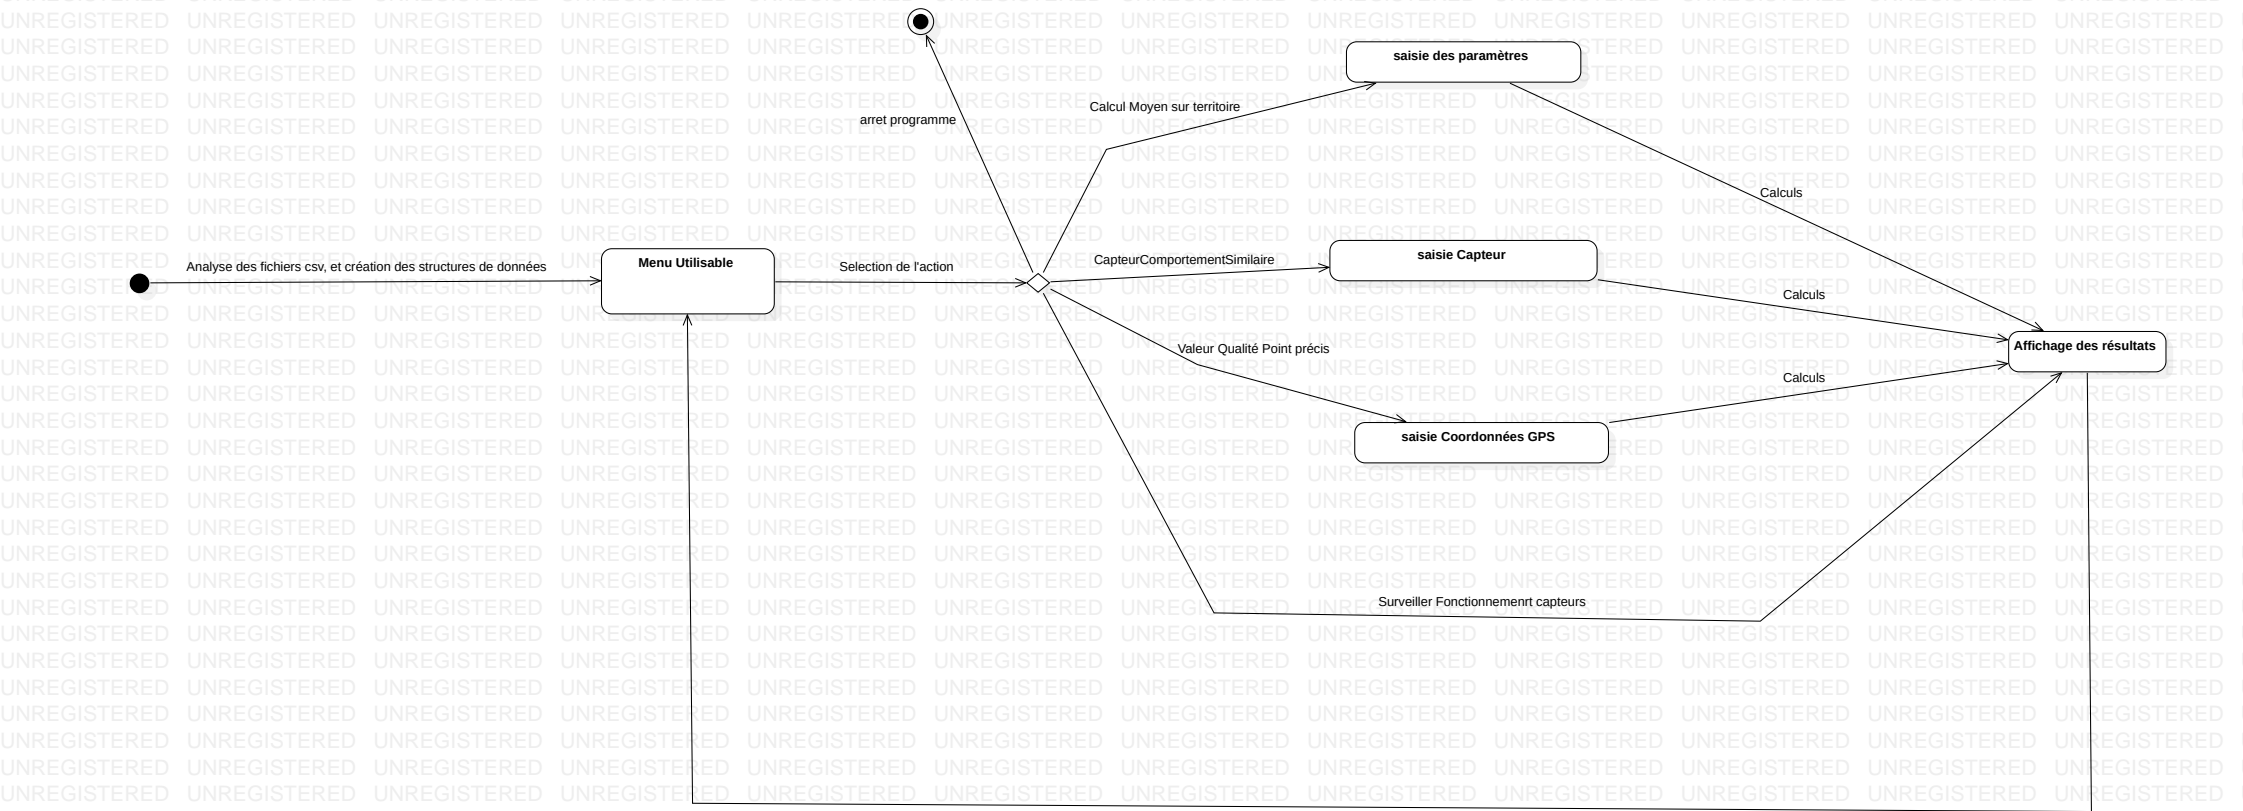 saisie des paramètres
Calcul Moyen sur territoire
arret programme
Calculs
Analyse des fichiers csv, et création des structures de données
Menu Utilisable
Selection de l'action
CapteurComportementSimilaire
saisie Capteur
Calculs
Valeur Qualité Point précis
Affichage des résultats
Calculs
saisie Coordonnées GPS
Surveiller Fonctionnemenrt capteurs
UNREGISTERED